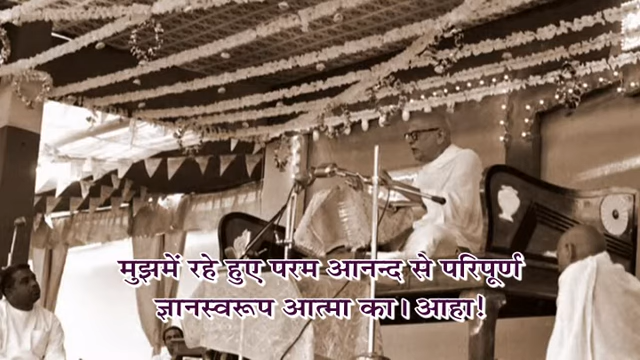 मुझमें रहे हुए परम आनन्द से परिपूर्ण
ज्ञानस्वरूप आत्मा का। आहा!